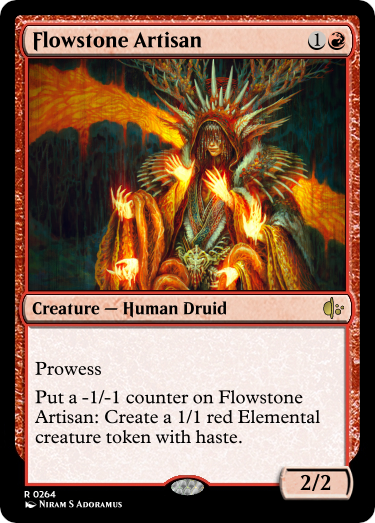 Flowstone Artisan 1
Creature — Human Druid
Prowess
Put a -1/-1 counter on Flowstone
Artisan: Create a 1/1 red Elemental
creature token with haste.
2/2
R 0264
Niram S Adoramus